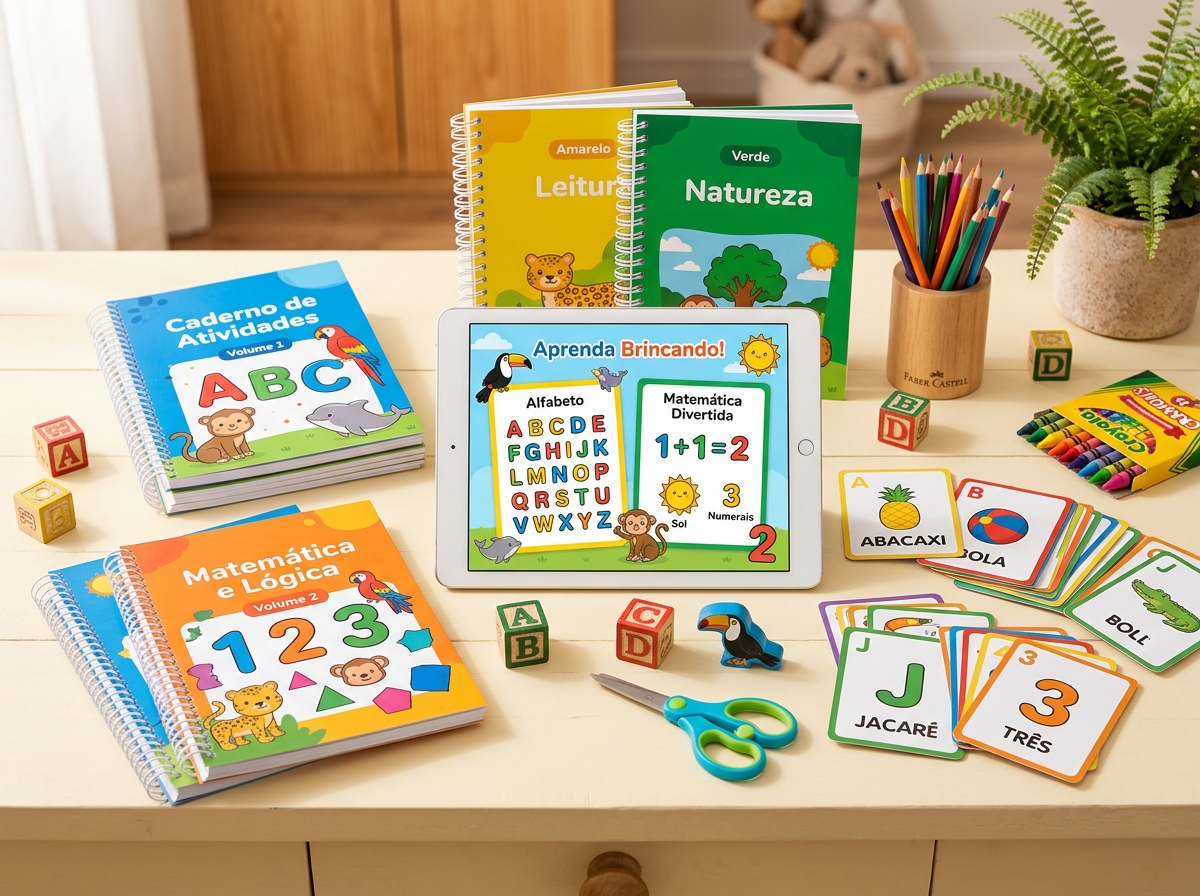 Amarelo
Leitur
Verde
Natureza
Caderno de
Atividades
Volume 1
ABC
Aprenda Brincando!
Alfabeto
ABCDE
FGHIJK
LMNOP
QRSTU
VWXYZ
Matemática
Divertida
1+1=2
Sol
3
Numerais
2
Matemática
e Lógica
Volume 2
123
FABER CASTELL
D
B
D
A
E
A
B
C
D
Crayola
CRAYONS
A
ABACAXI
B
BOLA
J
BOLL
J
J
JACARÉ
3
3
TRÊS